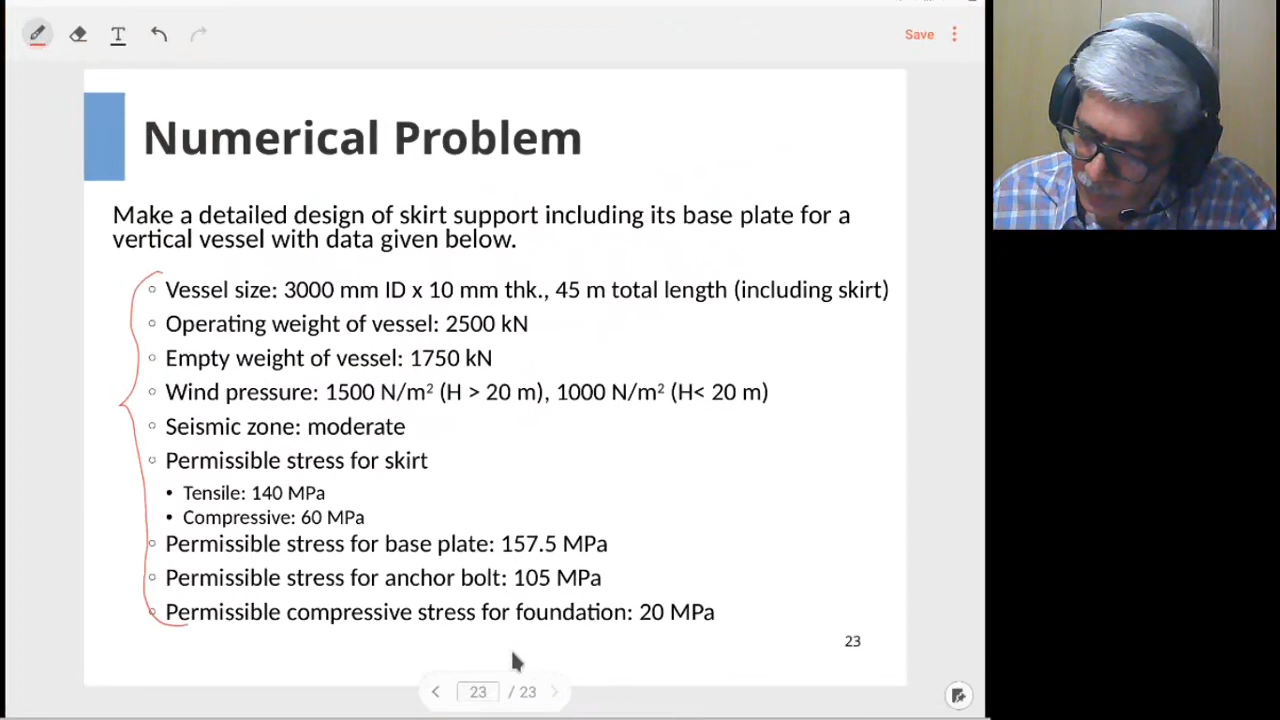 T
Save
Numerical Problem
Make a detailed design of skirt support including its base plate for a
vertical vessel with data given below.
Vessel size: 3000 mm ID x 10 mm thk., 45 m total length (including skirt)
Operating weight of vessel: 2500 kN
Empty weight of vessel: 1750 kN
Wind pressure: 1500 N/m² (H > 20 m), 1000 N/m² (H< 20 m)
Seismic zone: moderate
Permissible stress for skirt
Tensile: 140 MPa
Compressive: 60 MPa
Permissible stress for base plate: 157.5 MPa
Permissible stress for anchor bolt: 105 MPa
Permissible compressive stress for foundation: 20 MPa
23
23 / 23